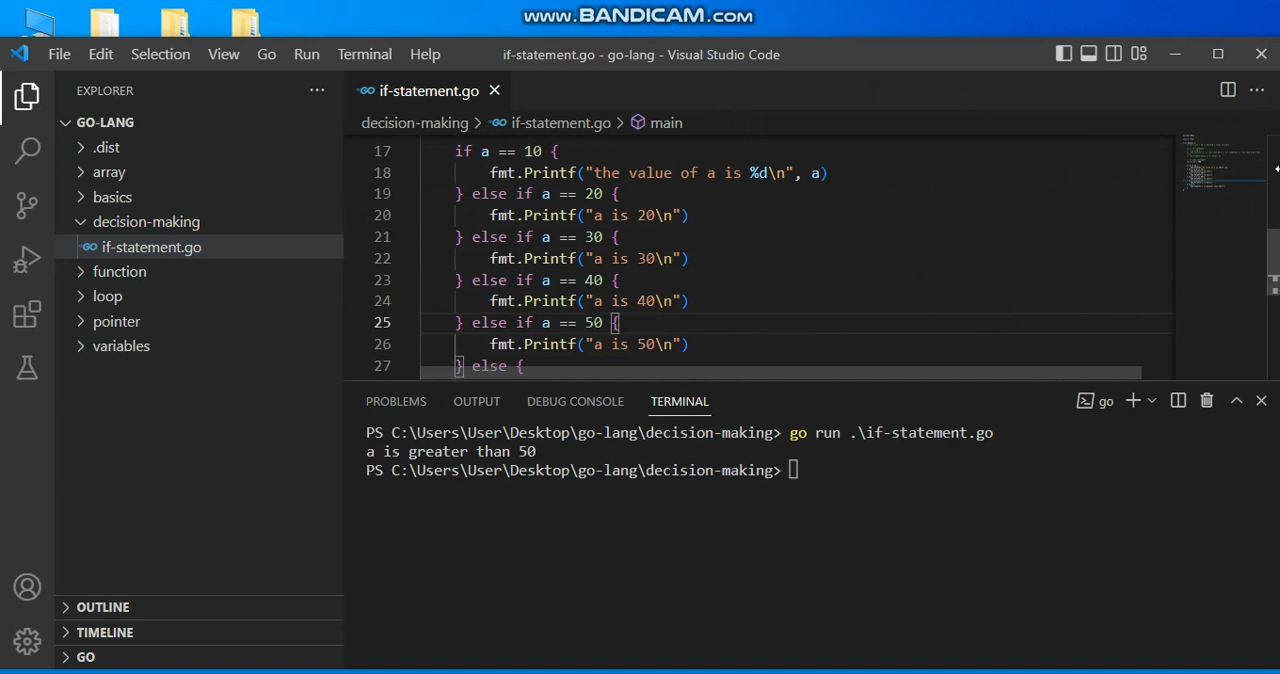 www.BANDICAM.com
File Edit Selection View Go Run Terminal Help
if-statement.go - go-lang - Visual Studio Code
EXPLORER
GO-LANG
.dist
array
basics
decision-making
GO if-statement.go
function
loop
pointer
variables
OUTLINE
TIMELINE
GO
GO if-statement.go
decision-making > GO if-statement.go > main
17 if a == 10 {
18 fmt.Printf("the value of a is %d\n", a)
19 } else if a == 20 {
20 fmt.Printf("a is 20\n")
21 } else if a == 30 {
22 fmt.Printf("a is 30\n")
23 } else if a == 40 {
24 fmt.Printf("a is 40\n")
25 } else if a == 50 {
26 fmt.Printf("a is 50\n")
27 } else {
PROBLEMS OUTPUT DEBUG CONSOLE TERMINAL
go
PS C:\Users\User\Desktop\go-lang\decision-making> go run .\if-statement.go
a is greater than 50
PS C:\Users\User\Desktop\go-lang\decision-making>